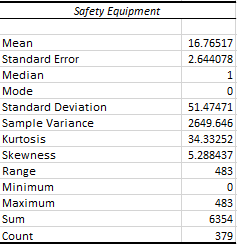 Safety Equipment
Mean 16.76517
Standard Error 2.644078
Median 1
Mode 0
Standard Deviation 51.47471
Sample Variance 2649.646
Kurtosis 34.33252
Skewness 5.288437
Range 483
Minimum 0
Maximum 483
Sum 6354
Count 379